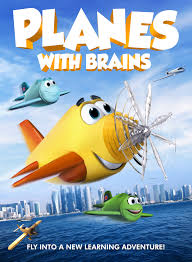 PLANES
WITH BRAINS
FLY INTO A NEW LEARNING ADVENTURE!